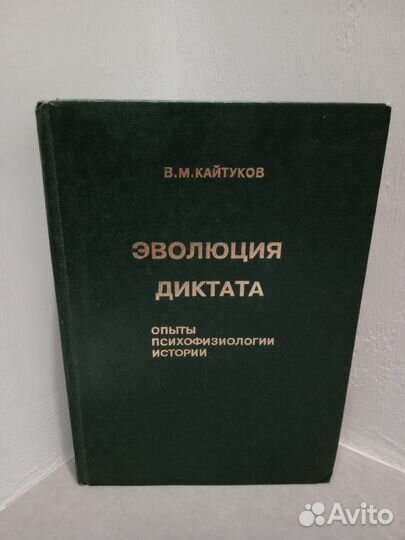 В.М.КАЙТУКОВ
ЭВОЛЮЦИЯ
ДИКТАТА
ОПЫТЫ
ПСИХОФИЗИОЛОГИИ
ИСТОРИИ
Avito